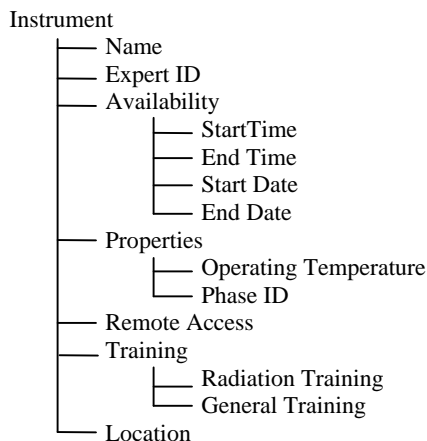 Instrument
Name
Expert ID
Availability
StartTime
End Time
Start Date
End Date
Properties
Operating Temperature
Phase ID
Remote Access
Training
Radiation Training
General Training
Location